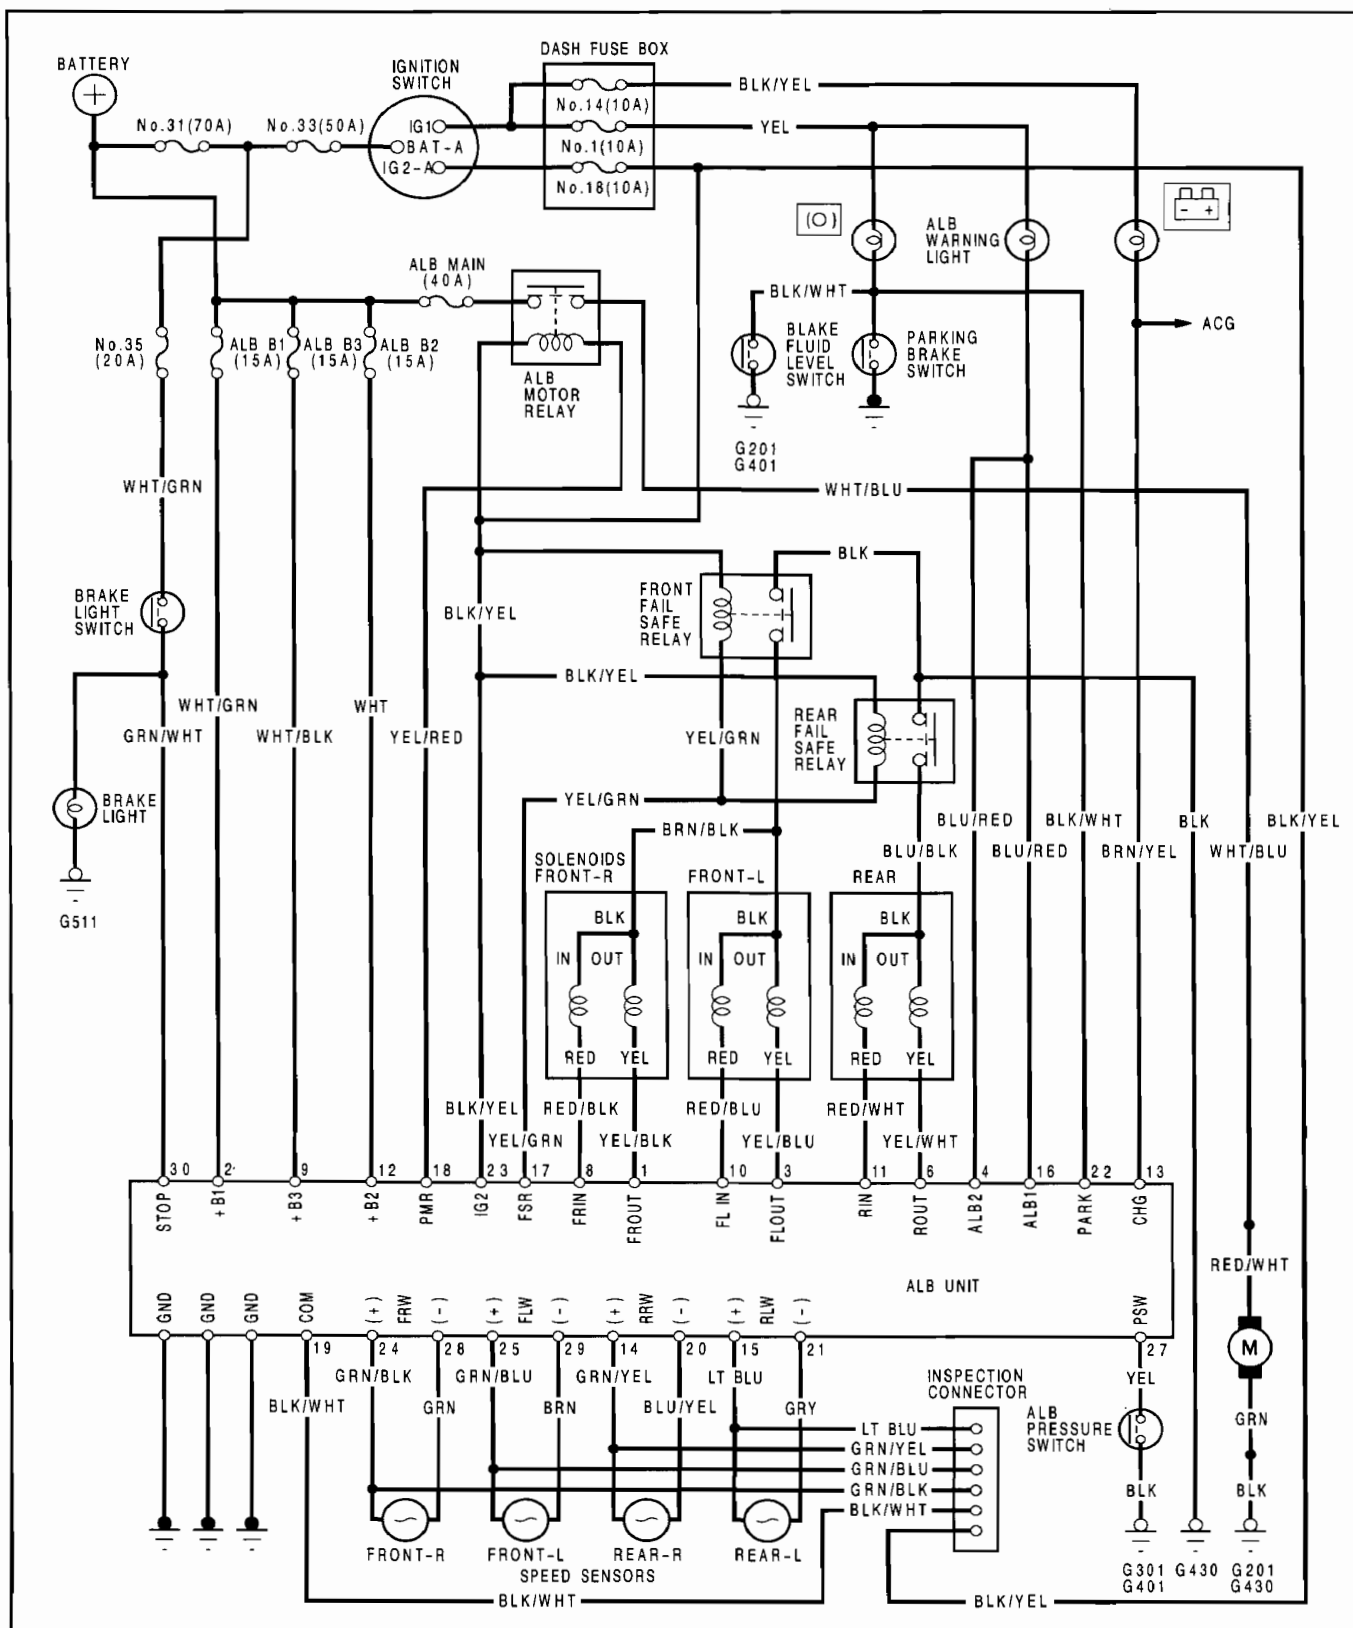 DASH FUSE BOX
BATTERY
IGNITION
SWITCH
BLK/YEL
No.14(10A)
No.31(70A)
No.33(50A)
IG1
YEL
BAT-A
No.1(10A)
IG2-A
No.18(10A)
- +
(O)
ALB
WARNING
LIGHT
ALB MAIN
(40A)
BLK/WHT
ACG
No.35
(20A)
ALB B1
(15A)
ALB B3
(15A)
ALB B2
(15A)
BLAKE
FLUID
LEVEL
SWITCH
PARKING
BRAKE
SWITCH
ALB
MOTOR
RELAY
G201
G401
WHT/GRN
WHT/BLU
BLK
BRAKE
LIGHT
SWITCH
FRONT
FAIL
SAFE
RELAY
BLK/YEL
BLK/YEL
WHT/GRN
WHT
REAR
FAIL
SAFE
RELAY
GRN/WHT
WHT/BLK
YEL/RED
YEL/GRN
BRAKE
LIGHT
YEL/GRN
BLU/RED
BLK/WHT
BLK
BLK/YEL
BRN/BLK
BLU/BLK
BLU/RED
BRN/YEL
WHT/BLU
SOLENOIDS
FRONT-R
FRONT-L
REAR
G511
BLK
BLK
BLK
IN OUT
IN OUT
IN OUT
RED YEL
RED YEL
RED YEL
BLK/YEL
RED/BLK
RED/BLU
RED/WHT
YEL/GRN
YEL/BLK
YEL/BLU
YEL/WHT
30 2 9 12 18 23 17 8 1 10 3 11 6 4 16 22 13
STOP
+B1
+B3
+B2
PMR
IG2
FSR
FRIN
FROUT
FL IN
FLOUT
RIN
ROUT
ALB2
ALB1
PARK
CHG
RED/WHT
ALB UNIT
GND
GND
GND
COM
(+) FRW (-)
(+) FLW (-)
(+) RRW (-)
(+) RLW (-)
PSW
19 24 28 25 29 14 20 15 21 27
M
GRN/BLK
GRN/BLU
GRN/YEL
LT BLU
YEL
INSPECTION
CONNECTOR
BLK/WHT
GRN
BRN
BLU/YEL
GRY
ALB
PRESSURE
SWITCH
GRN
LT BLU
GRN/YEL
GRN/BLU
GRN/BLK
BLK/WHT
BLK
BLK
FRONT-R
FRONT-L
REAR-R
REAR-L
SPEED SENSORS
G301
G401
G430
G201
G430
BLK/WHT
BLK/YEL